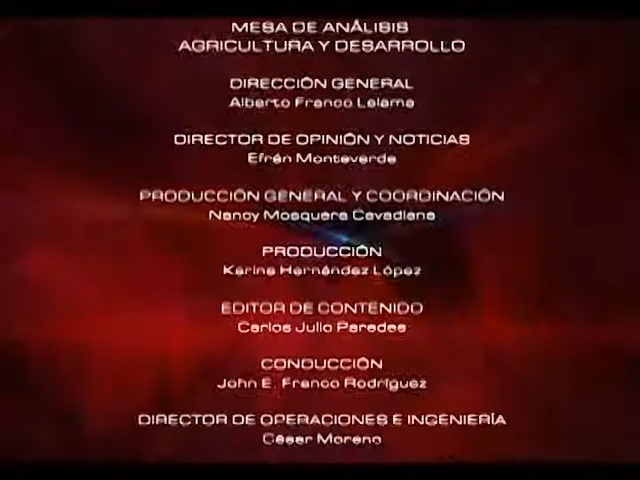 MESA DE ANÁLISIS
AGRICULTURA Y DESARROLLO
DIRECCIÓN GENERAL
Alberto Franco Lalama
DIRECTOR DE OPINIÓN Y NOTICIAS
Efrén Monteverde
PRODUCCIÓN GENERAL Y COORDINACIÓN
Nancy Mosquera Cavadiana
PRODUCCIÓN
Karina Hernández López
EDITOR DE CONTENIDO
Carlos Julio Paredes
CONDUCCIÓN
John E. Franco Rodríguez
DIRECTOR DE OPERACIONES E INGENIERÍA
César Moreno